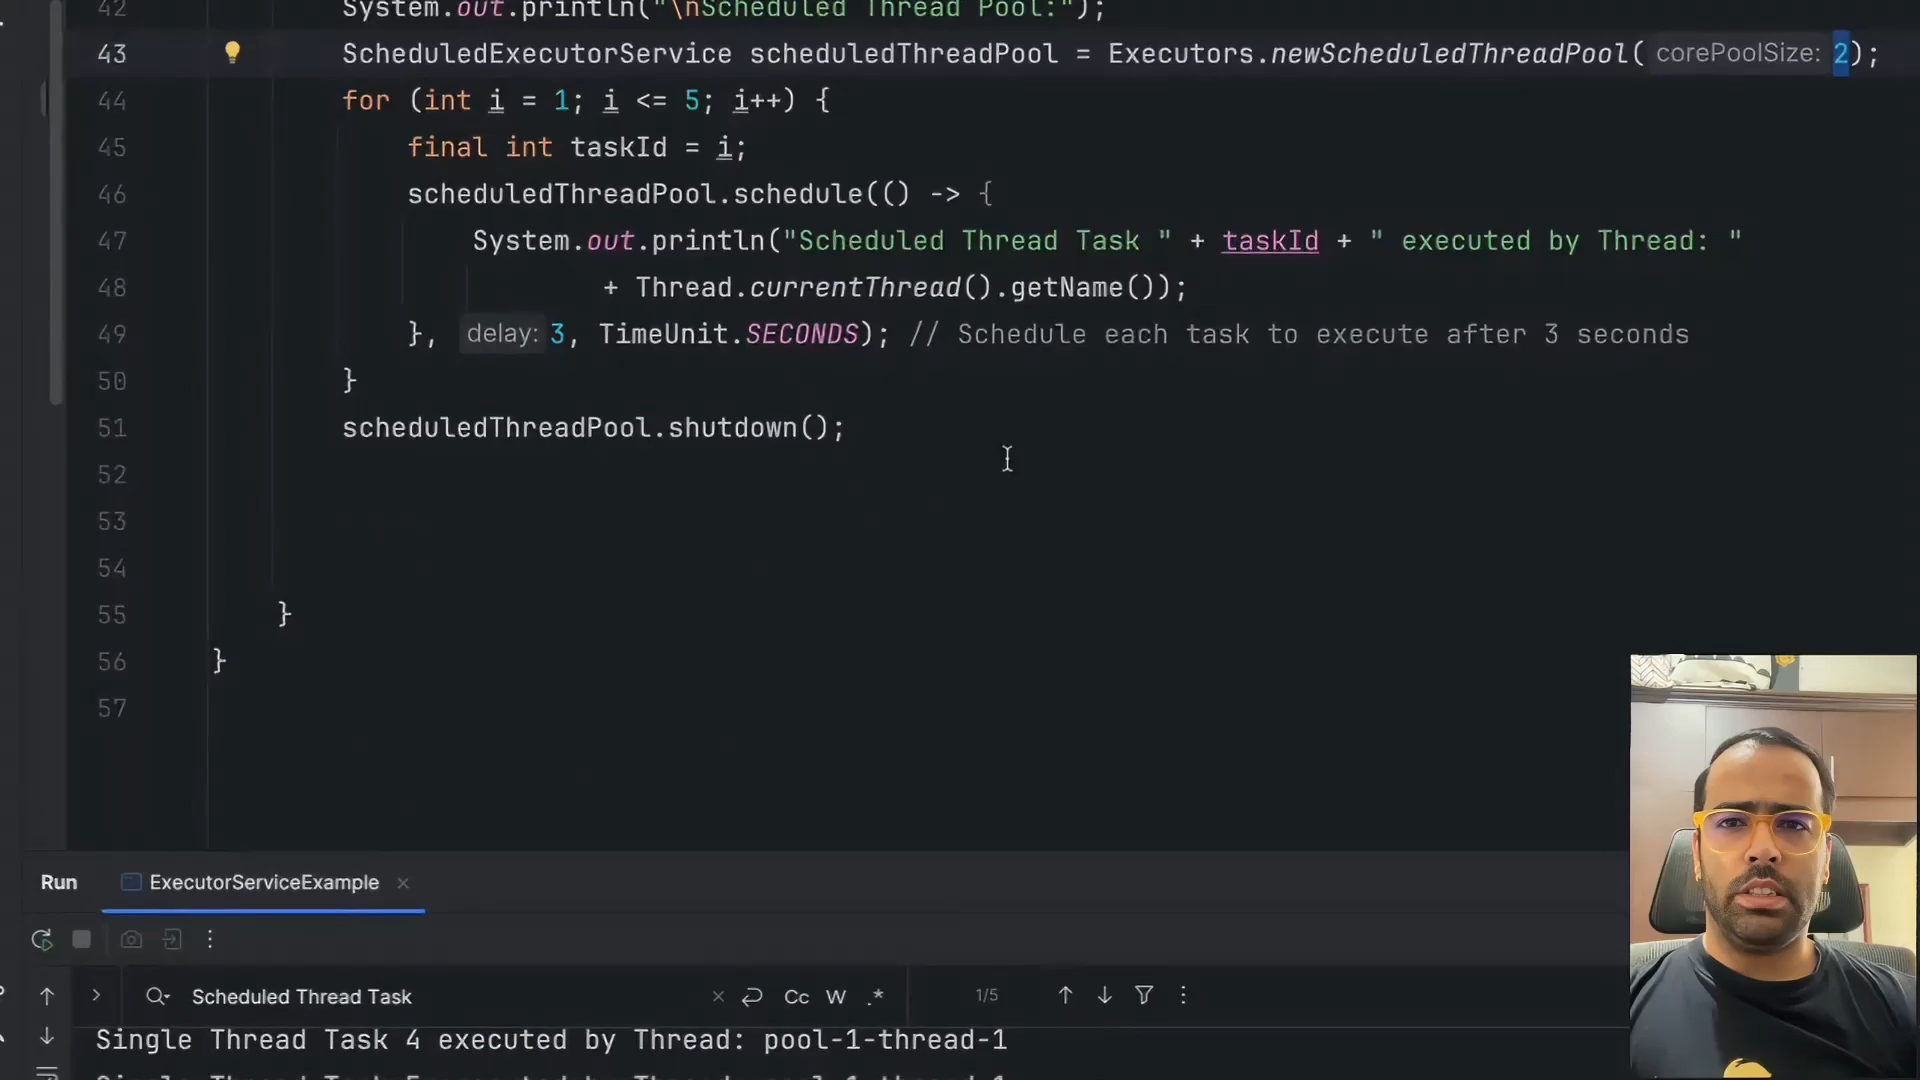 42 System.out.println("\nScheduled Thread Pool:");
43 ScheduledExecutorService scheduledThreadPool = Executors.newScheduledThreadPool( corePoolSize: 2);
44 for (int i = 1; i <= 5; i++) {
45 final int taskId = i;
46 scheduledThreadPool.schedule(() -> {
47 System.out.println("Scheduled Thread Task " + taskId + " executed by Thread: "
48 + Thread.currentThread().getName());
49 }, delay: 3, TimeUnit.SECONDS); // Schedule each task to execute after 3 seconds
50 }
51 scheduledThreadPool.shutdown();
52
53
54
55 }
56 }
57
Run ExecutorServiceExample
Scheduled Thread Task Cc W .* 1/5
Single Thread Task 4 executed by Thread: pool-1-thread-1